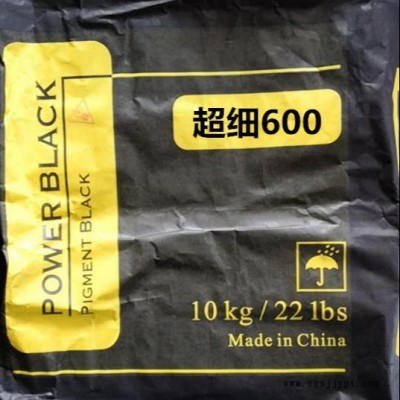 POWER BLACK
PIGMENT BLACK
超细600
10 kg / 22 lbs
Made in China